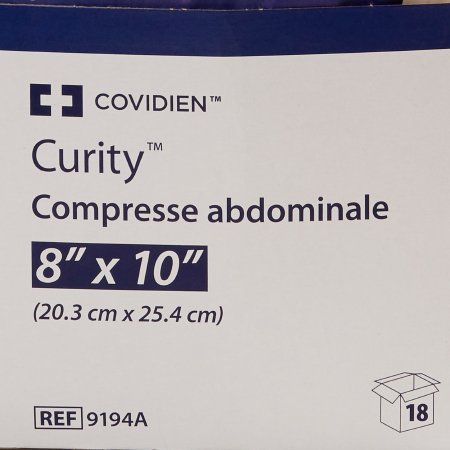 COVIDIEN™
Curity™
Compresse abdominale
8” x 10”
(20.3 cm x 25.4 cm)
REF 9194A
18